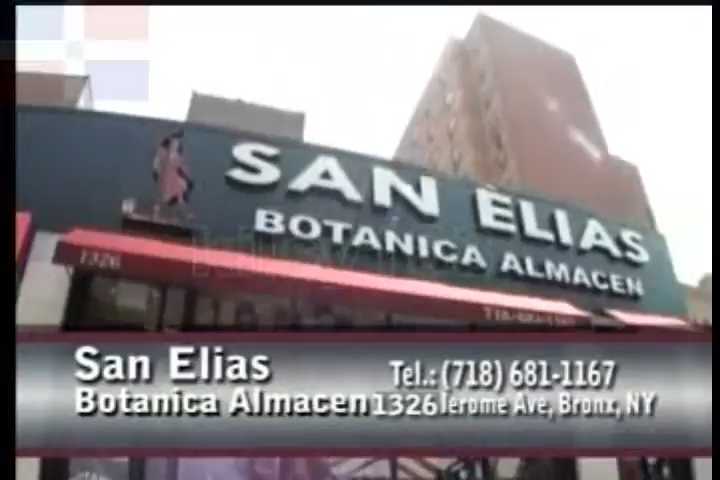 SAN ELIAS
BOTANICA ALMACEN
1326
San Elias
Tel.: (718) 681-1167
Botanica Almacen 1326 Jerome Ave, Bronx, NY